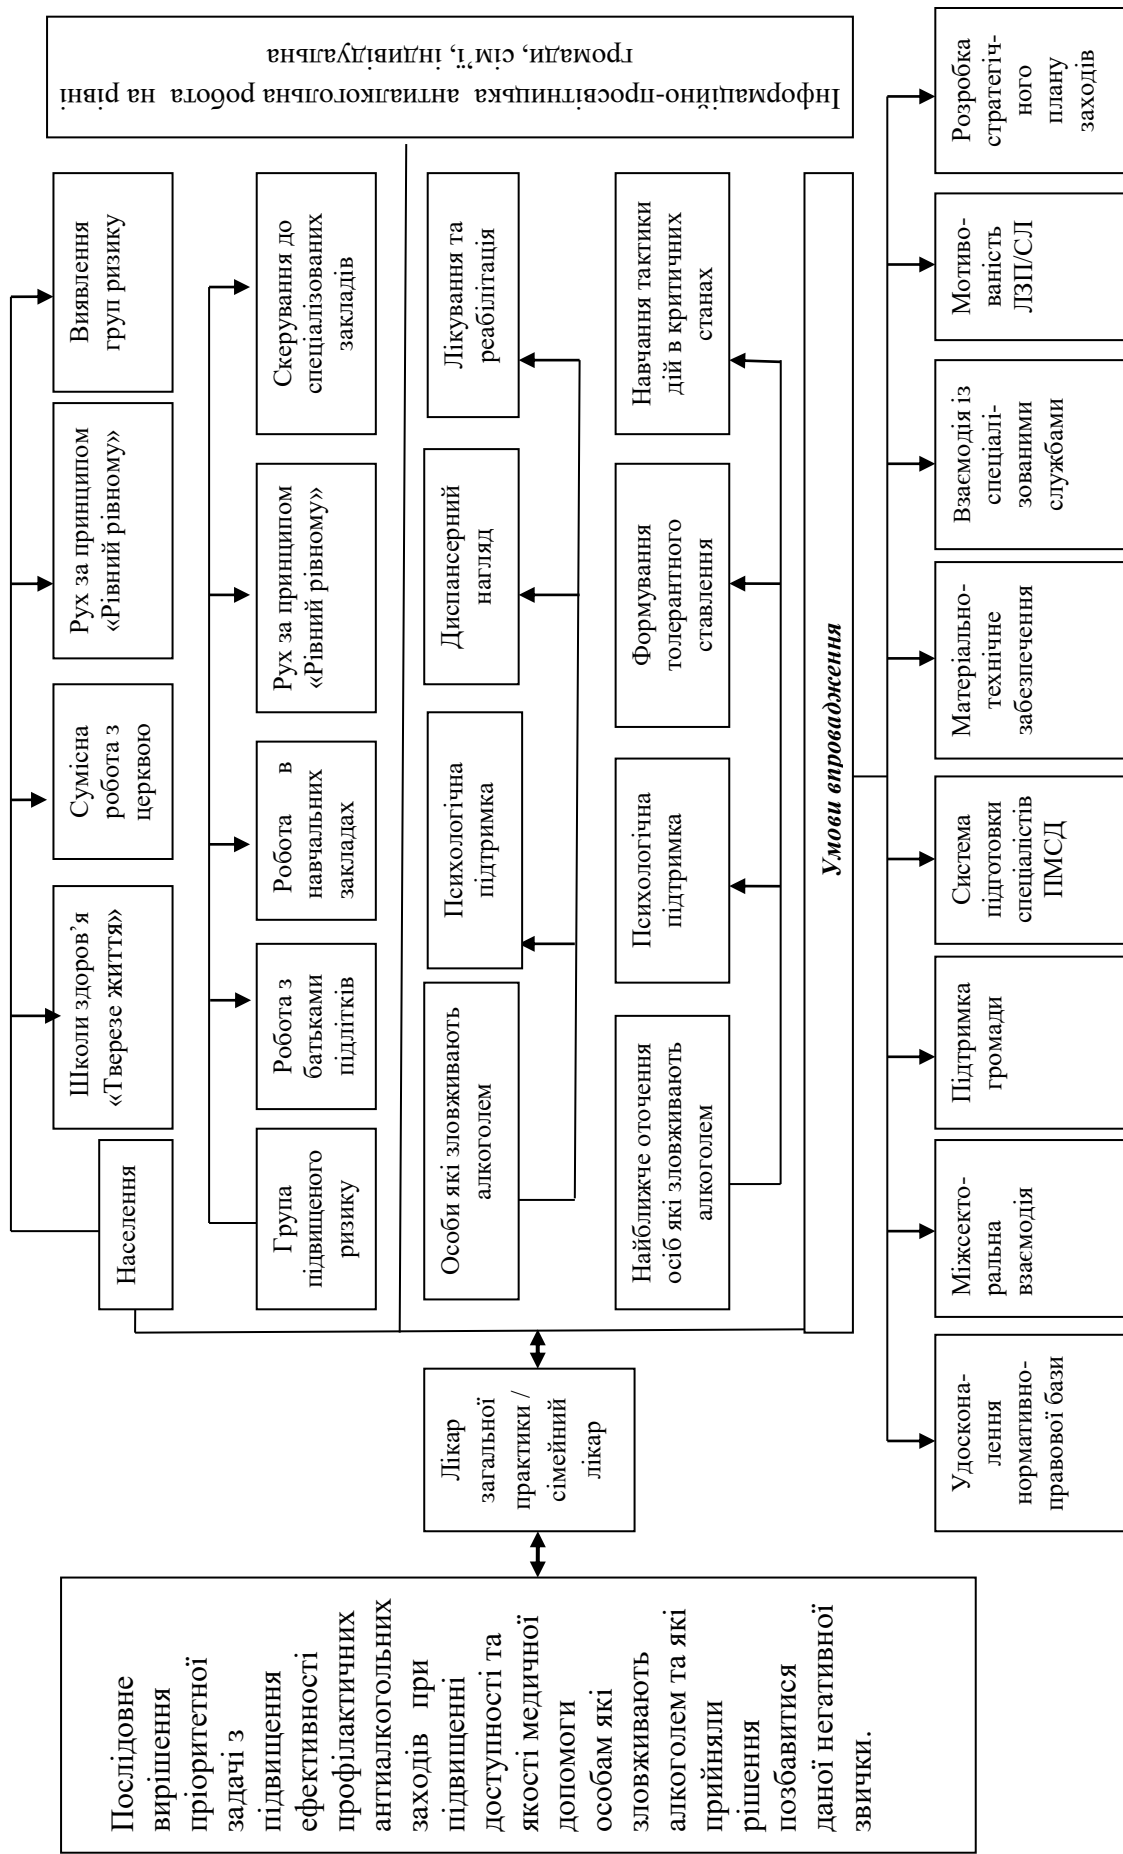 Послідовне
вирішення
пріоритетної
задачі з
підвищення
ефективності
профілактичних
антиалкогольних
заходів при
підвищенні
доступності та
якості медичної
допомоги
особам які
зловживають
алкоголем та які
прийняли
рішення
позбавитися
даної негативної
звички.
Лікар
загальної
практики /
сімейний
лікар
Населення
Школи здоров’я
«Тверезе життя»
Сумісна
робота з
церквою
Рух за принципом
«Рівний рівному»
Виявлення
груп ризику
Група
підвищеного
ризику
Робота з
батьками
підлітків
Робота в
навчальних
закладах
Рух за принципом
«Рівний рівному»
Скерування до
спеціалізованих
закладів
Особи які зловживають
алкоголем
Психологічна
підтримка
Диспансерний
нагляд
Лікування та
реабілітація
Найближче оточення
осіб які зловживають
алкоголем
Психологічна
підтримка
Формування
толерантного
ставлення
Навчання тактики
дій в критичних
станах
Інформаційно-просвітницька антиалкогольна робота на рівні
громади, сім’ї, індивідуальна
Умови впровадження
Удоскона-
лення
нормативно-
правової бази
Міжсекто-
ральна
взаємодія
Підтримка
громади
Система
підготовки
спеціалістів
ПМСД
Матеріально-
технічне
забезпечення
Взаємодія із
спеціалі-
зованими
службами
Мотиво-
ваність
ЛЗП/СЛ
Розробка
стратегіч-
ного
плану
заходів